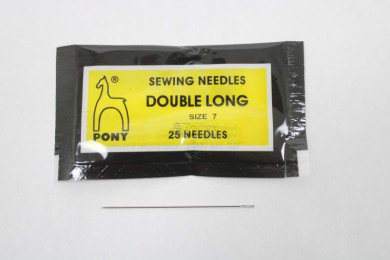 SEWING NEEDLES
®
DOUBLE LONG
SIZE 7
25 NEEDLES
PONY